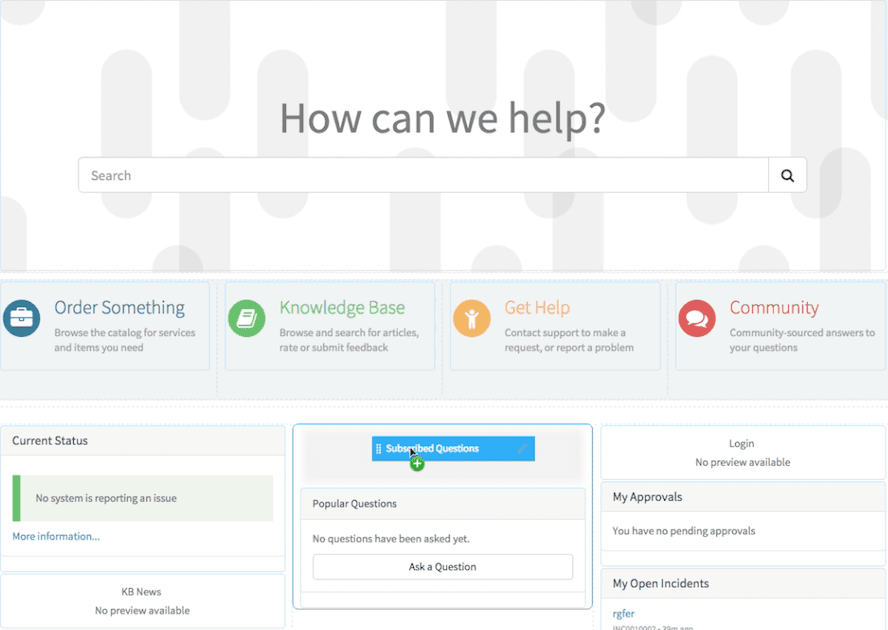 How can we help?
Search
Order Something
Browse the catalog for services
and items you need
Knowledge Base
Browse and search for articles,
rate or submit feedback
Get Help
Contact support to make a
request, or report a problem
Community
Community-sourced answers to
your questions
Current Status
No system is reporting an issue
More information...
KB News
No preview available
Subscribed Questions
Popular Questions
No questions have been asked yet.
Ask a Question
Login
No preview available
My Approvals
You have no pending approvals
My Open Incidents
rgfer